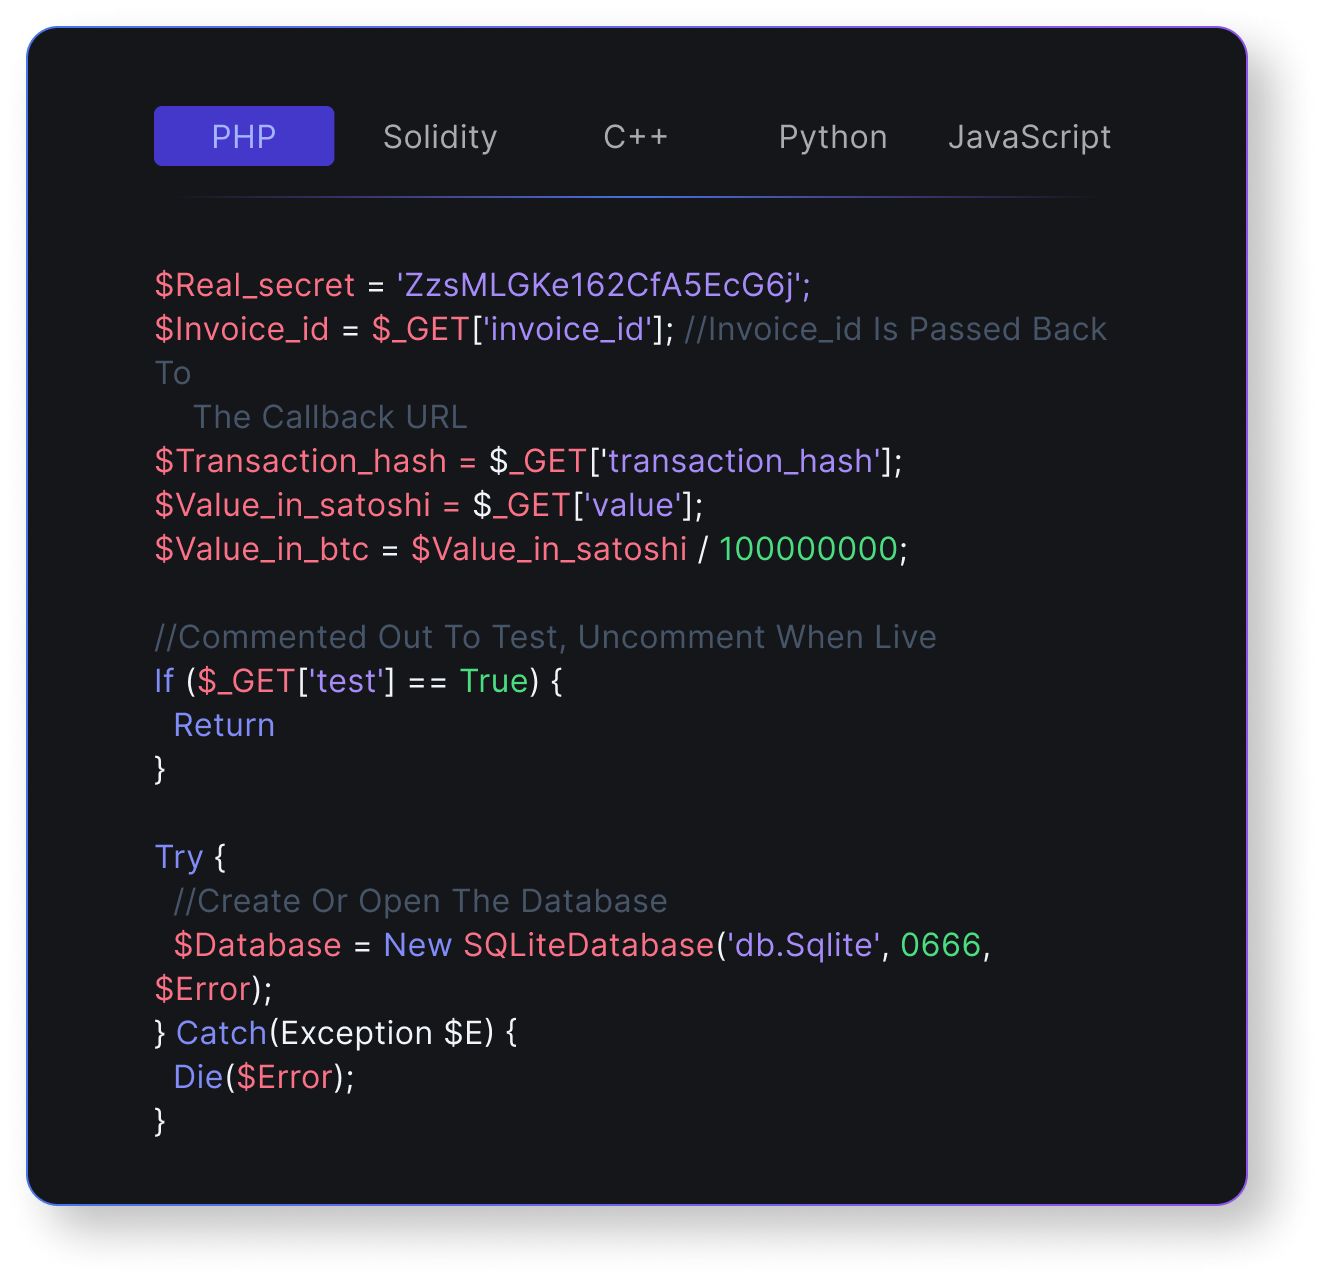 PHP Solidity C++ Python JavaScript
$Real_secret = 'ZzsMLGKe162CfA5EcG6j';
$Invoice_id = $_GET['invoice_id']; //Invoice_id Is Passed Back
To
    The Callback URL
$Transaction_hash = $_GET['transaction_hash'];
$Value_in_satoshi = $_GET['value'];
$Value_in_btc = $Value_in_satoshi / 100000000;

//Commented Out To Test, Uncomment When Live
If ($_GET['test'] == True) {
  Return
}

Try {
  //Create Or Open The Database
  $Database = New SQLiteDatabase('db.Sqlite', 0666,
$Error);
} Catch(Exception $E) {
  Die($Error);
}